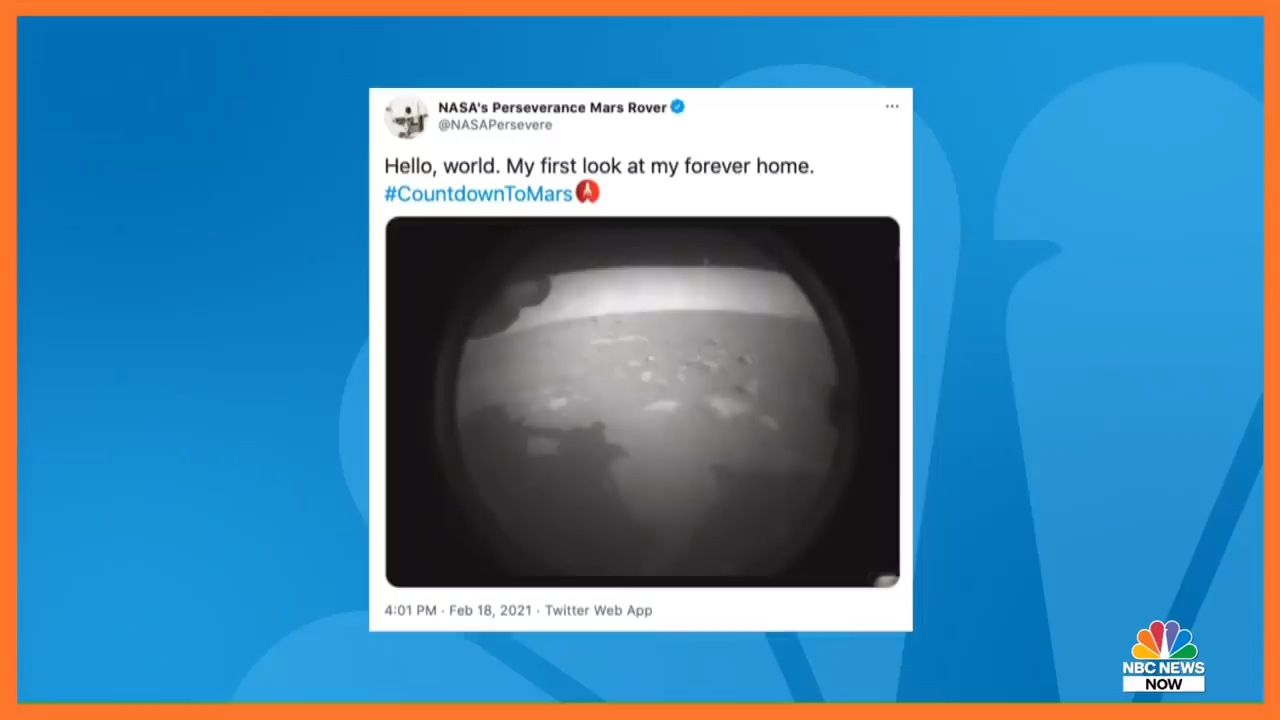 NASA's Perseverance Mars Rover
@NASAPersevere
Hello, world. My first look at my forever home.
#CountdownToMars
4:01 PM · Feb 18, 2021 · Twitter Web App
NBC NEWS
NOW